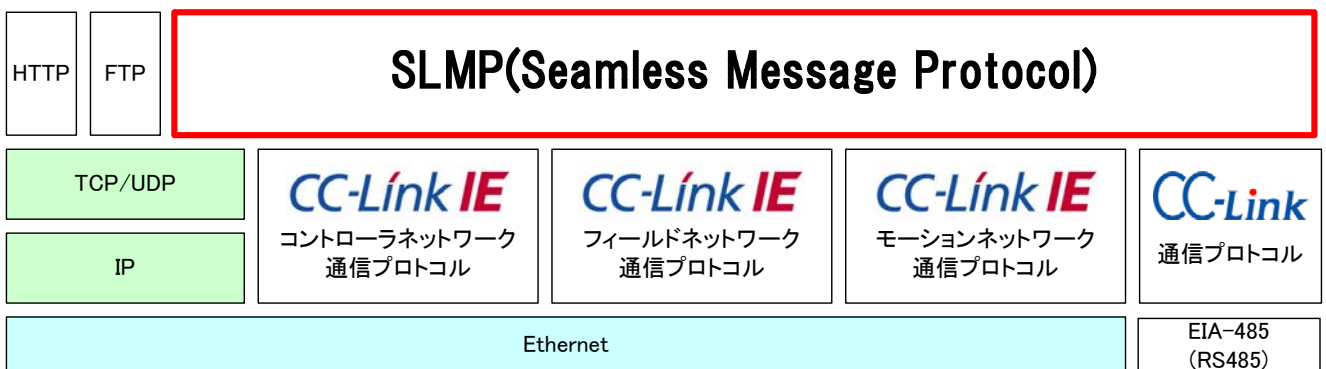 HTTP
FTP
SLMP(Seamless Message Protocol)
TCP/UDP
IP
CC-Link IE
コントローラネットワーク
通信プロトコル
CC-Link IE
フィールドネットワーク
通信プロトコル
CC-Link IE
モーションネットワーク
通信プロトコル
CC-Link
通信プロトコル
Ethernet
EIA-485
(RS485)